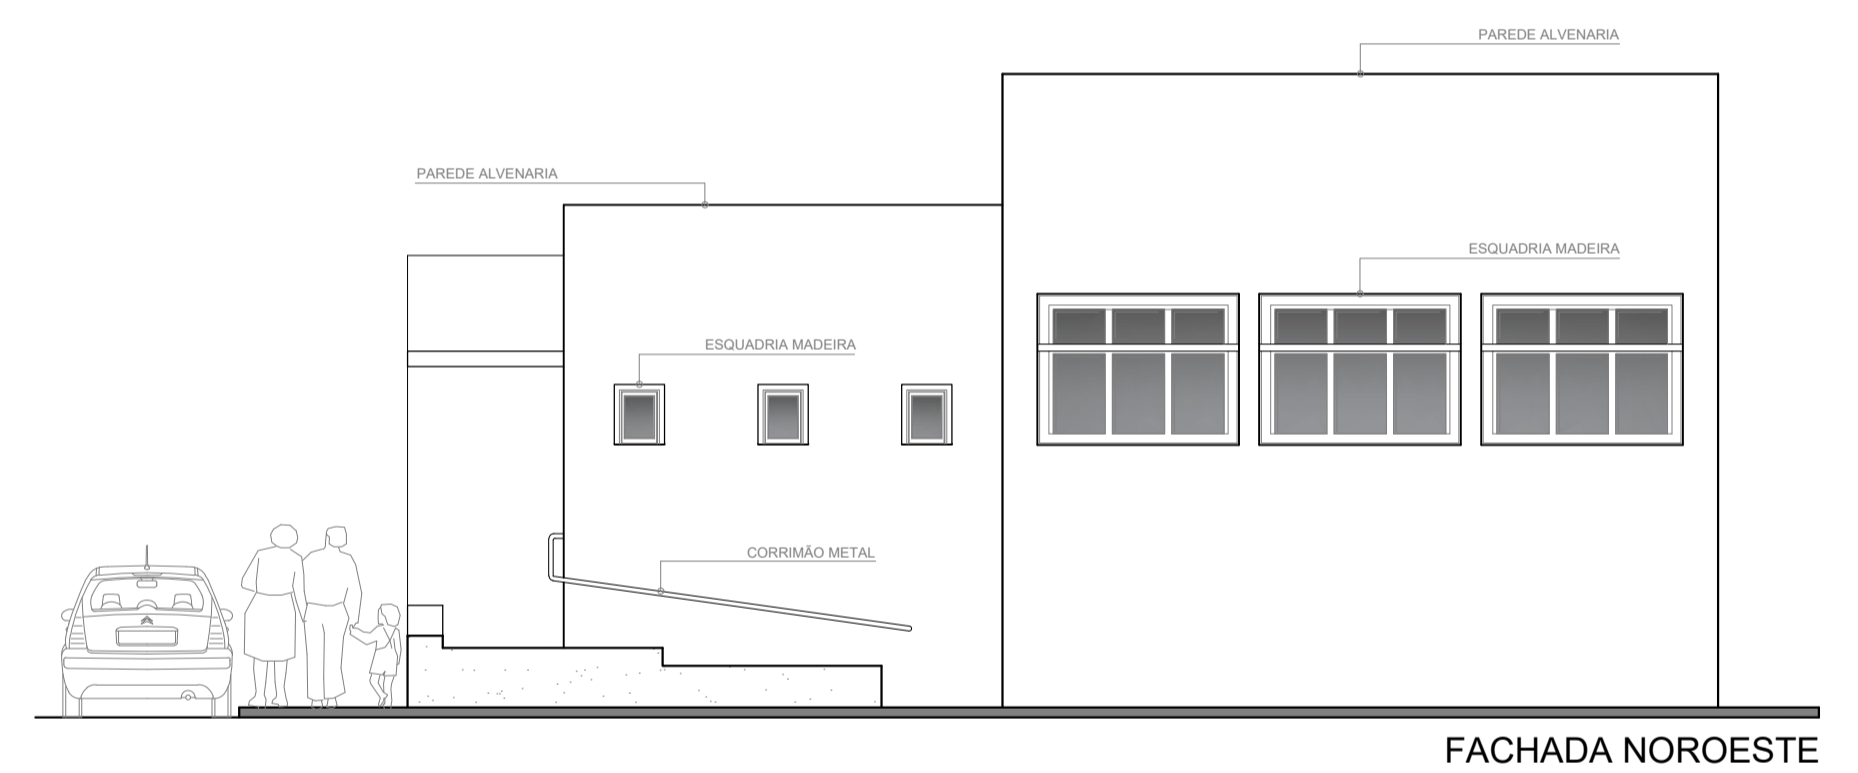 PAREDE ALVENARIA
PAREDE ALVENARIA
ESQUADRIA MADEIRA
ESQUADRIA MADEIRA
CORRIMÃO METAL
FACHADA NOROESTE